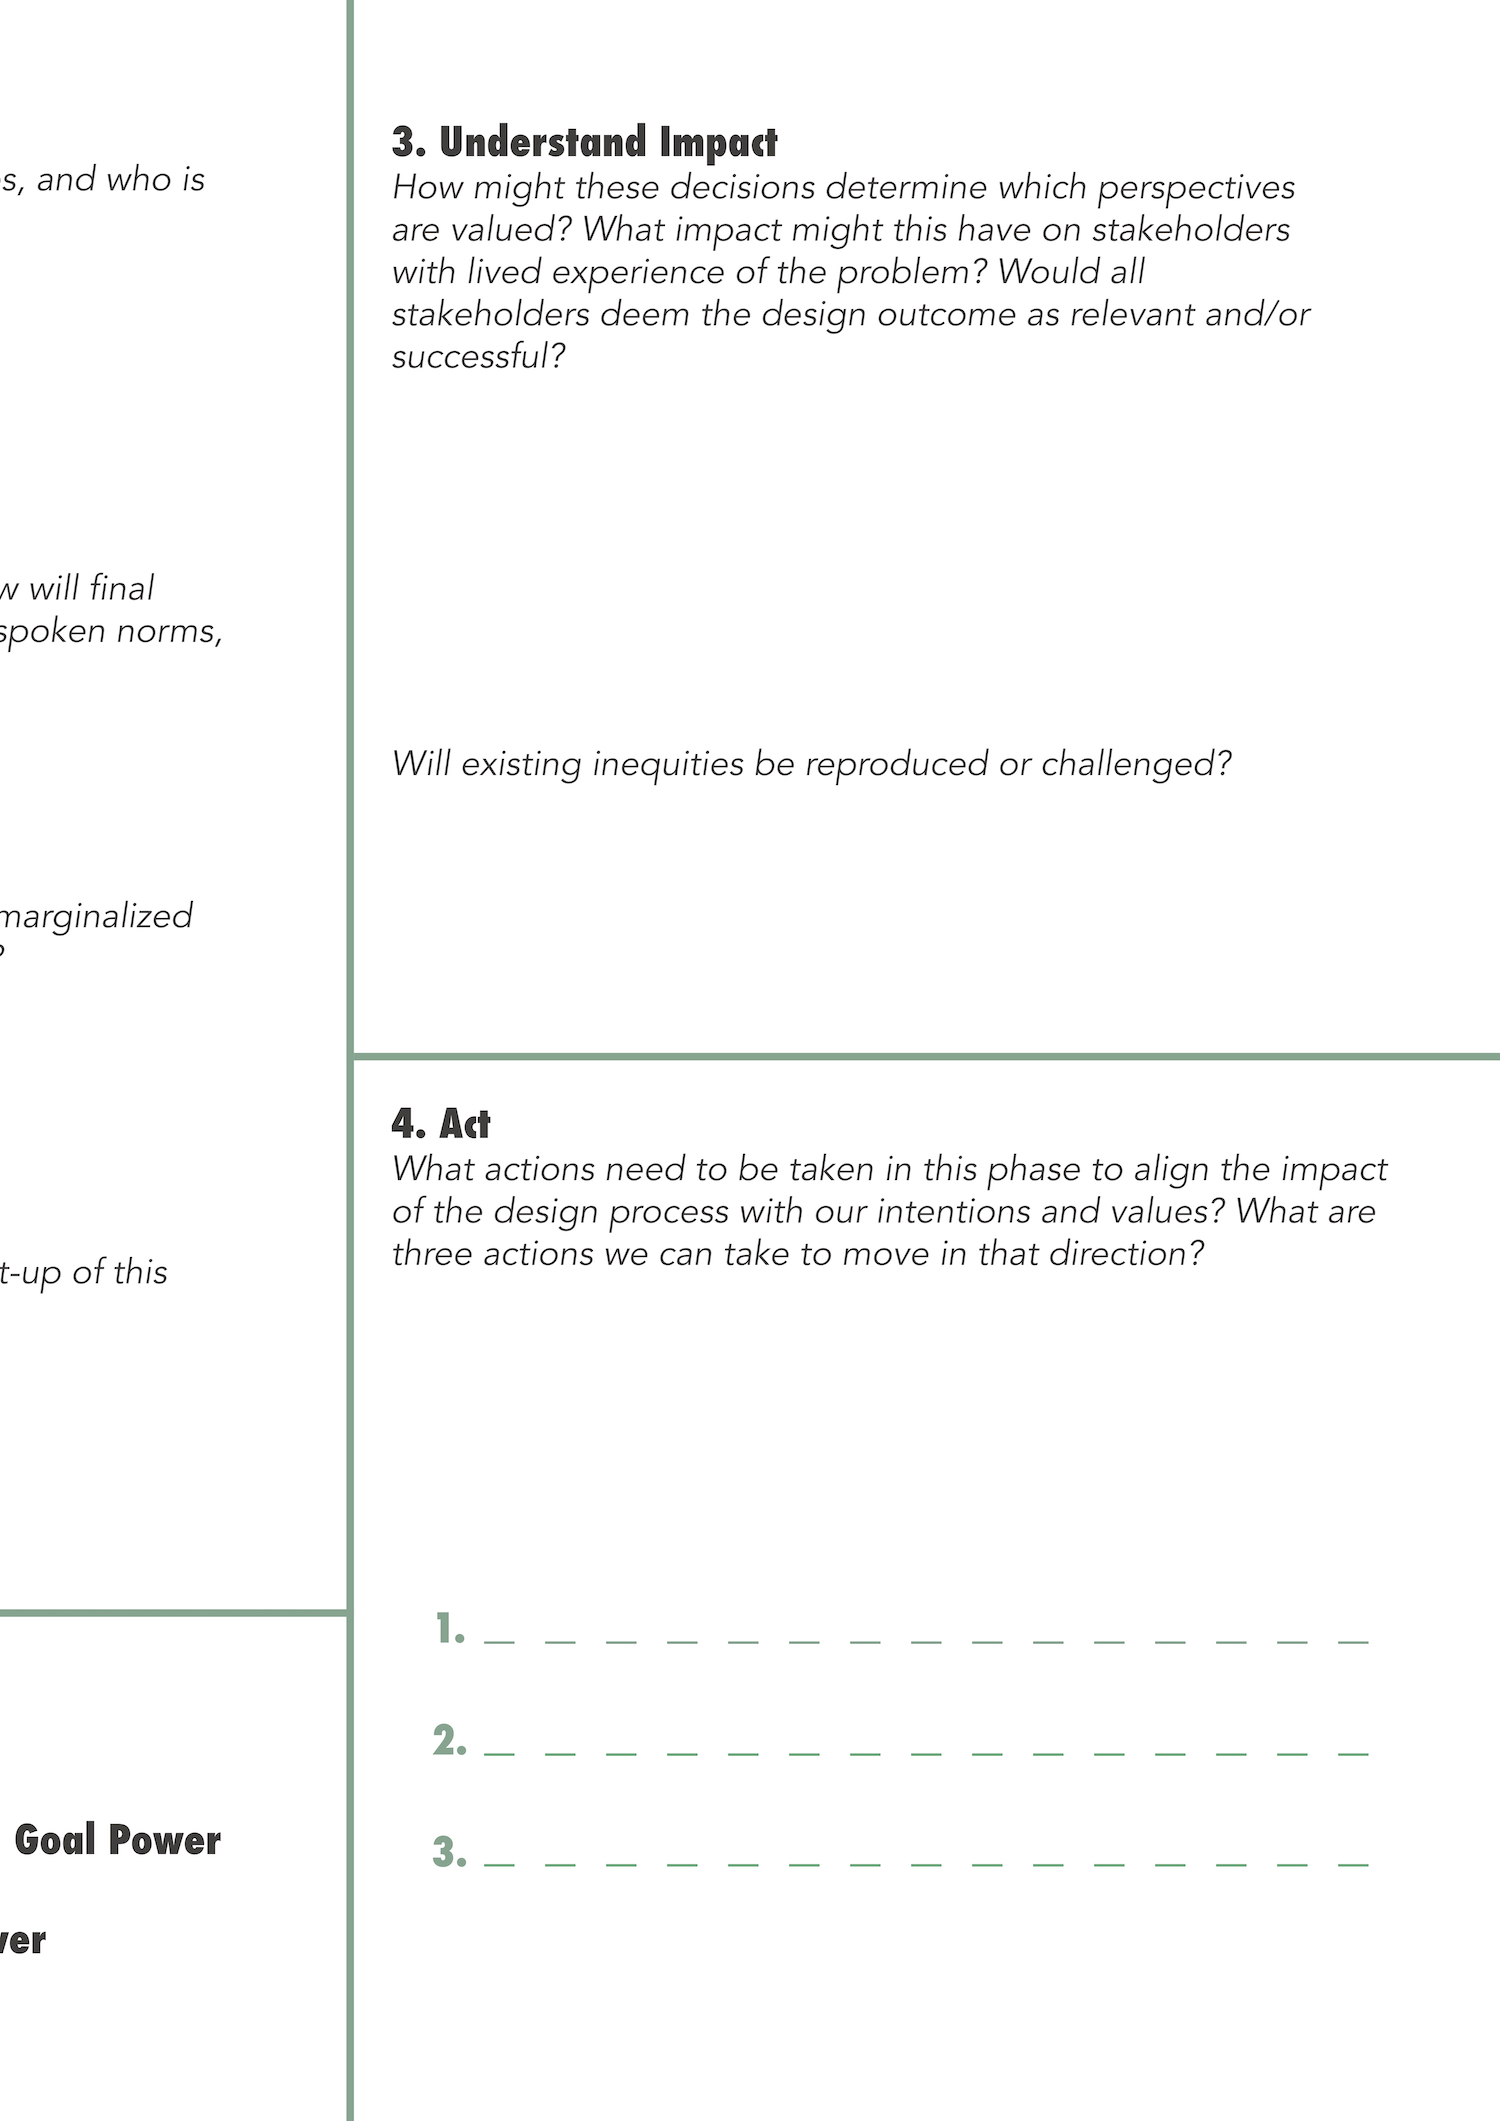 and who is
will final
norms,
marginalized
?
of this
Goal Power
3. Understand Impact
How might these decisions determine which perspectives
are valued? What impact might this have on stakeholders
with lived experience of the problem? Would all
stakeholders deem the design outcome as relevant and/or
successful?
Will existing inequities be reproduced or challenged?
4. Act
What actions need to be taken in this phase to align the impact
of the design process with our intentions and values? What are
three actions we can take to move in that direction?
1. _ _ _ _ _ _ _ _ _ _ _ _ _ _ _
2. _ _ _ _ _ _ _ _ _ _ _ _ _ _ _
3. _ _ _ _ _ _ _ _ _ _ _ _ _ _ _